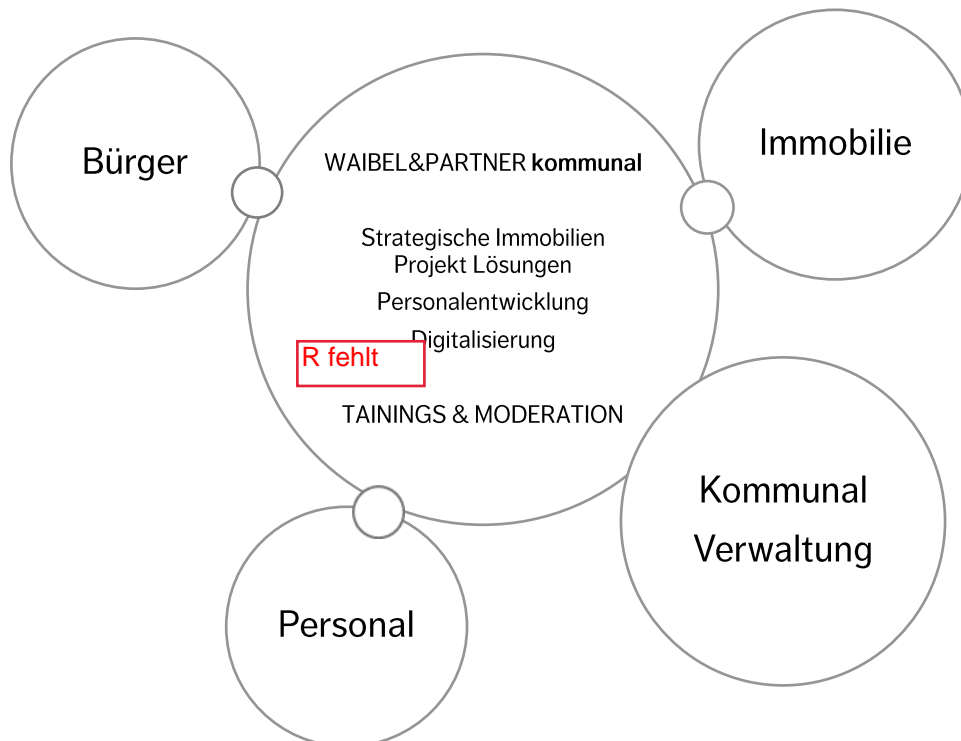 Bürger
Immobilie
WAIBEL&PARTNER kommunal
Strategische Immobilien
Projekt Lösungen
Personalentwicklung
Digitalisierung
R fehlt
TAININGS & MODERATION
Kommunal
Verwaltung
Personal